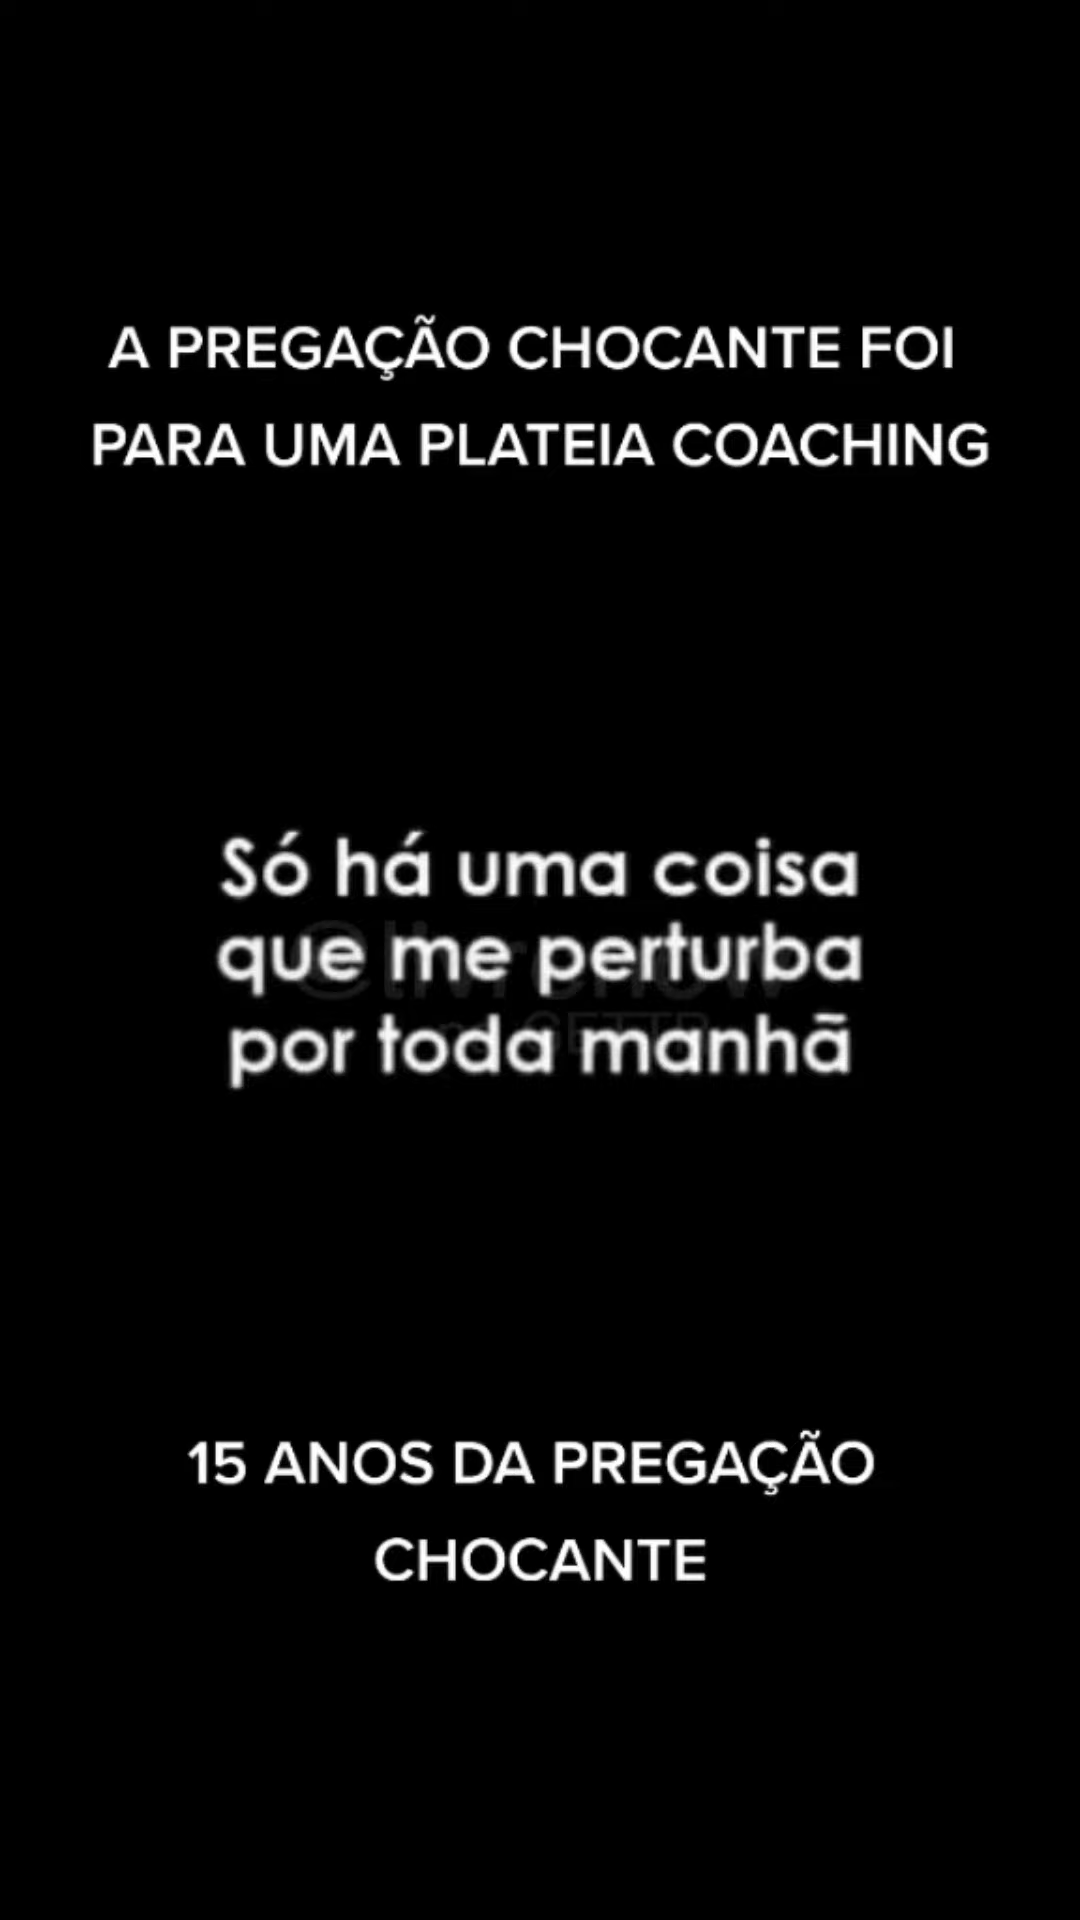 A PREGAÇÃO CHOCANTE FOI
PARA UMA PLATEIA COACHING
Só há uma coisa
que me perturba
por toda manhã
15 ANOS DA PREGAÇÃO
CHOCANTE